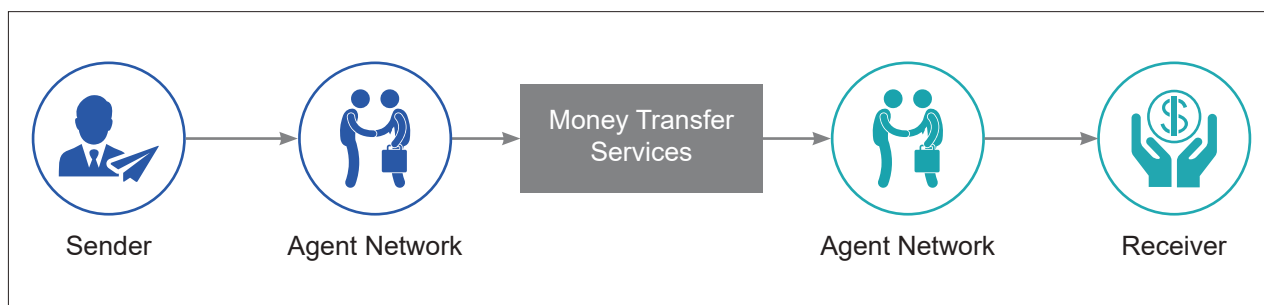 Money Transfer
Services
Sender
Agent Network
Agent Network
Receiver